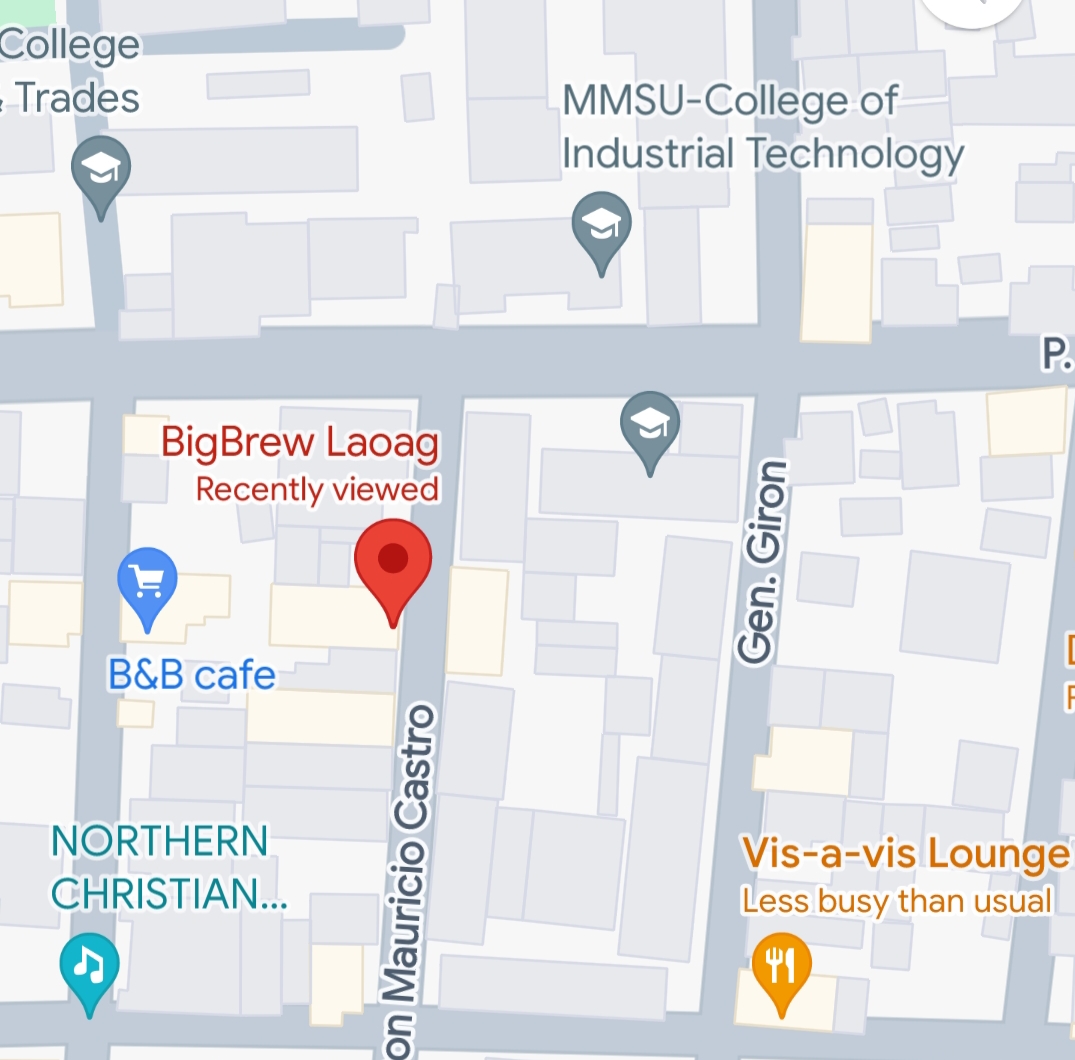 College
& Trades
MMSU-College of
Industrial Technology
P.
BigBrew Laoag
Recently viewed
Gen. Giron
B&B cafe
on Mauricio Castro
NORTHERN
CHRISTIAN...
Vis-a-vis Lounge
Less busy than usual